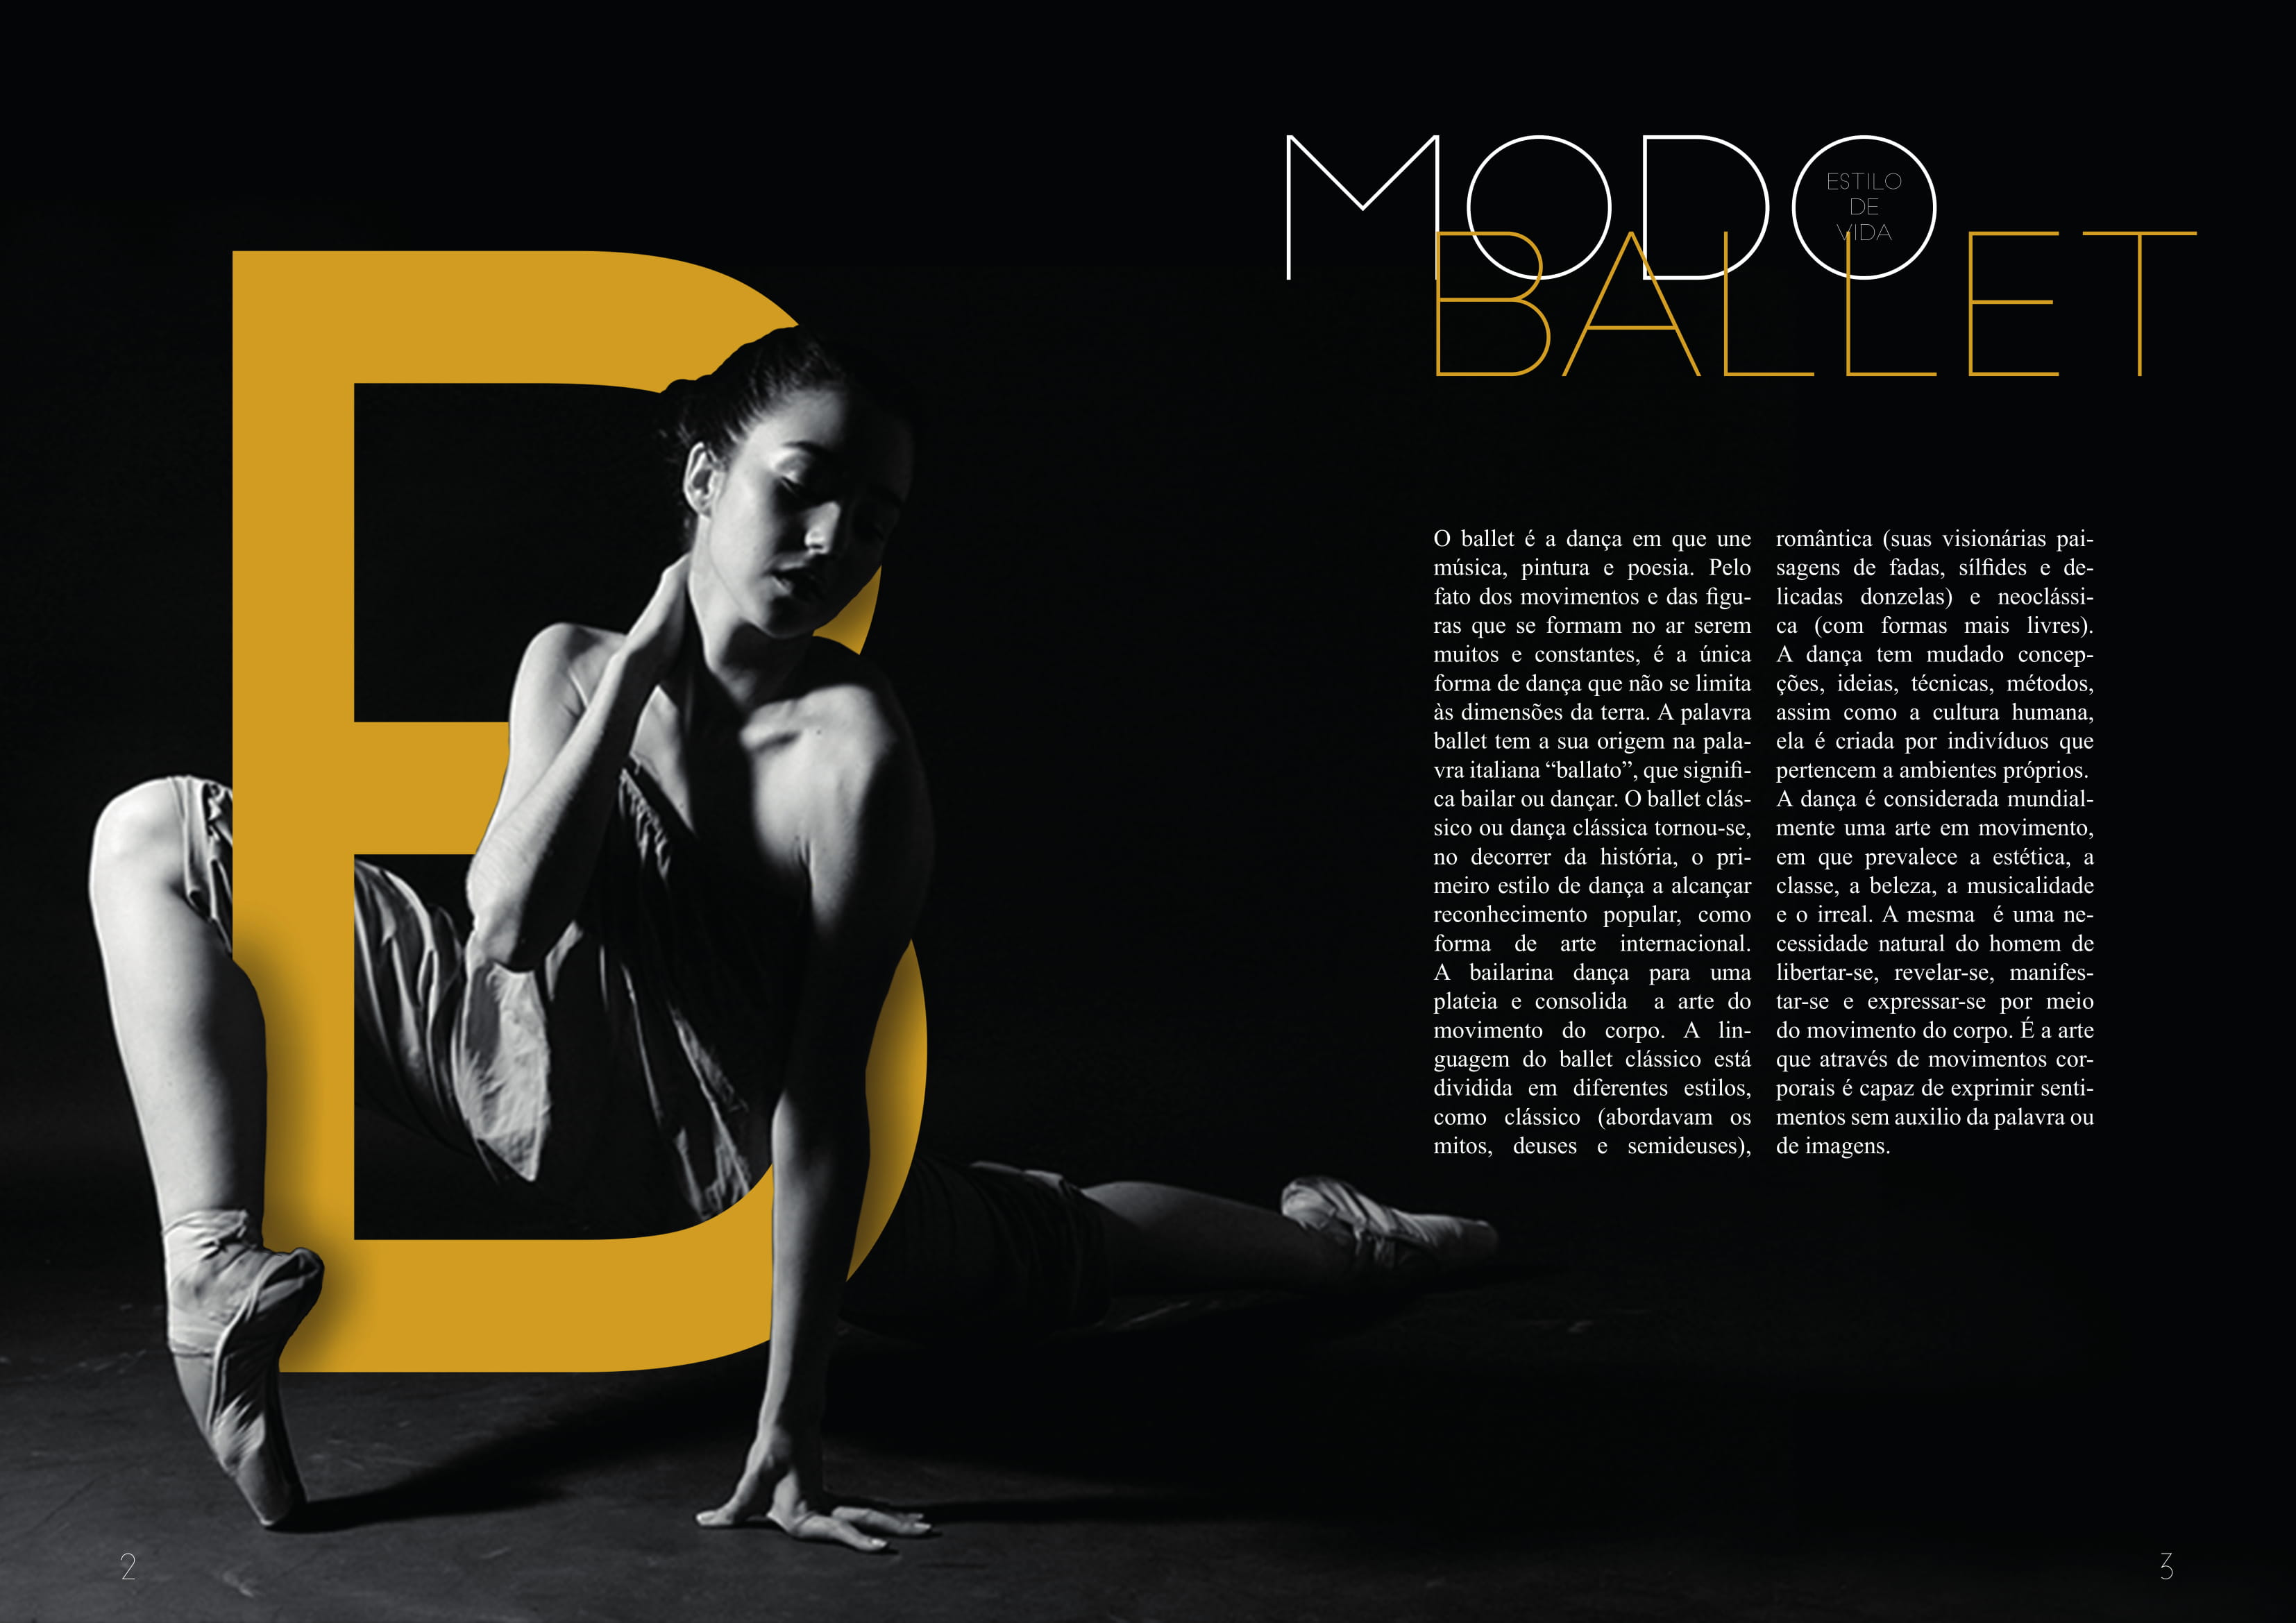 MODO
ESTILO
DE
VIDA
BALLET
O ballet é a dança em que une
música, pintura e poesia. Pelo
fato dos movimentos e das figu-
ras que se formam no ar serem
muitos e constantes, é a única
forma de dança que não se limita
às dimensões da terra. A palavra
ballet tem a sua origem na pala-
vra italiana “ballato”, que signifi-
ca bailar ou dançar. O ballet clás-
sico ou dança clássica tornou-se,
no decorrer da história, o pri-
meiro estilo de dança a alcançar
reconhecimento popular, como
forma de arte internacional.
A bailarina dança para uma
plateia e consolida a arte do
movimento do corpo. A lin-
guagem do ballet clássico está
dividida em diferentes estilos,
como clássico (abordavam os
mitos, deuses e semideuses),
romântica (suas visionárias pai-
sagens de fadas, sílfides e de-
licadas donzelas) e neoclássi-
ca (com formas mais livres).
A dança tem mudado concep-
ções, ideias, técnicas, métodos,
assim como a cultura humana,
ela é criada por indivíduos que
pertencem a ambientes próprios.
A dança é considerada mundial-
mente uma arte em movimento,
em que prevalece a estética, a
classe, a beleza, a musicalidade
e o irreal. A mesma é uma ne-
cessidade natural do homem de
libertar-se, revelar-se, manifes-
tar-se e expressar-se por meio
do movimento do corpo. É a arte
que através de movimentos cor-
porais é capaz de exprimir senti-
mentos sem auxilio da palavra ou
de imagens.
B
2
3